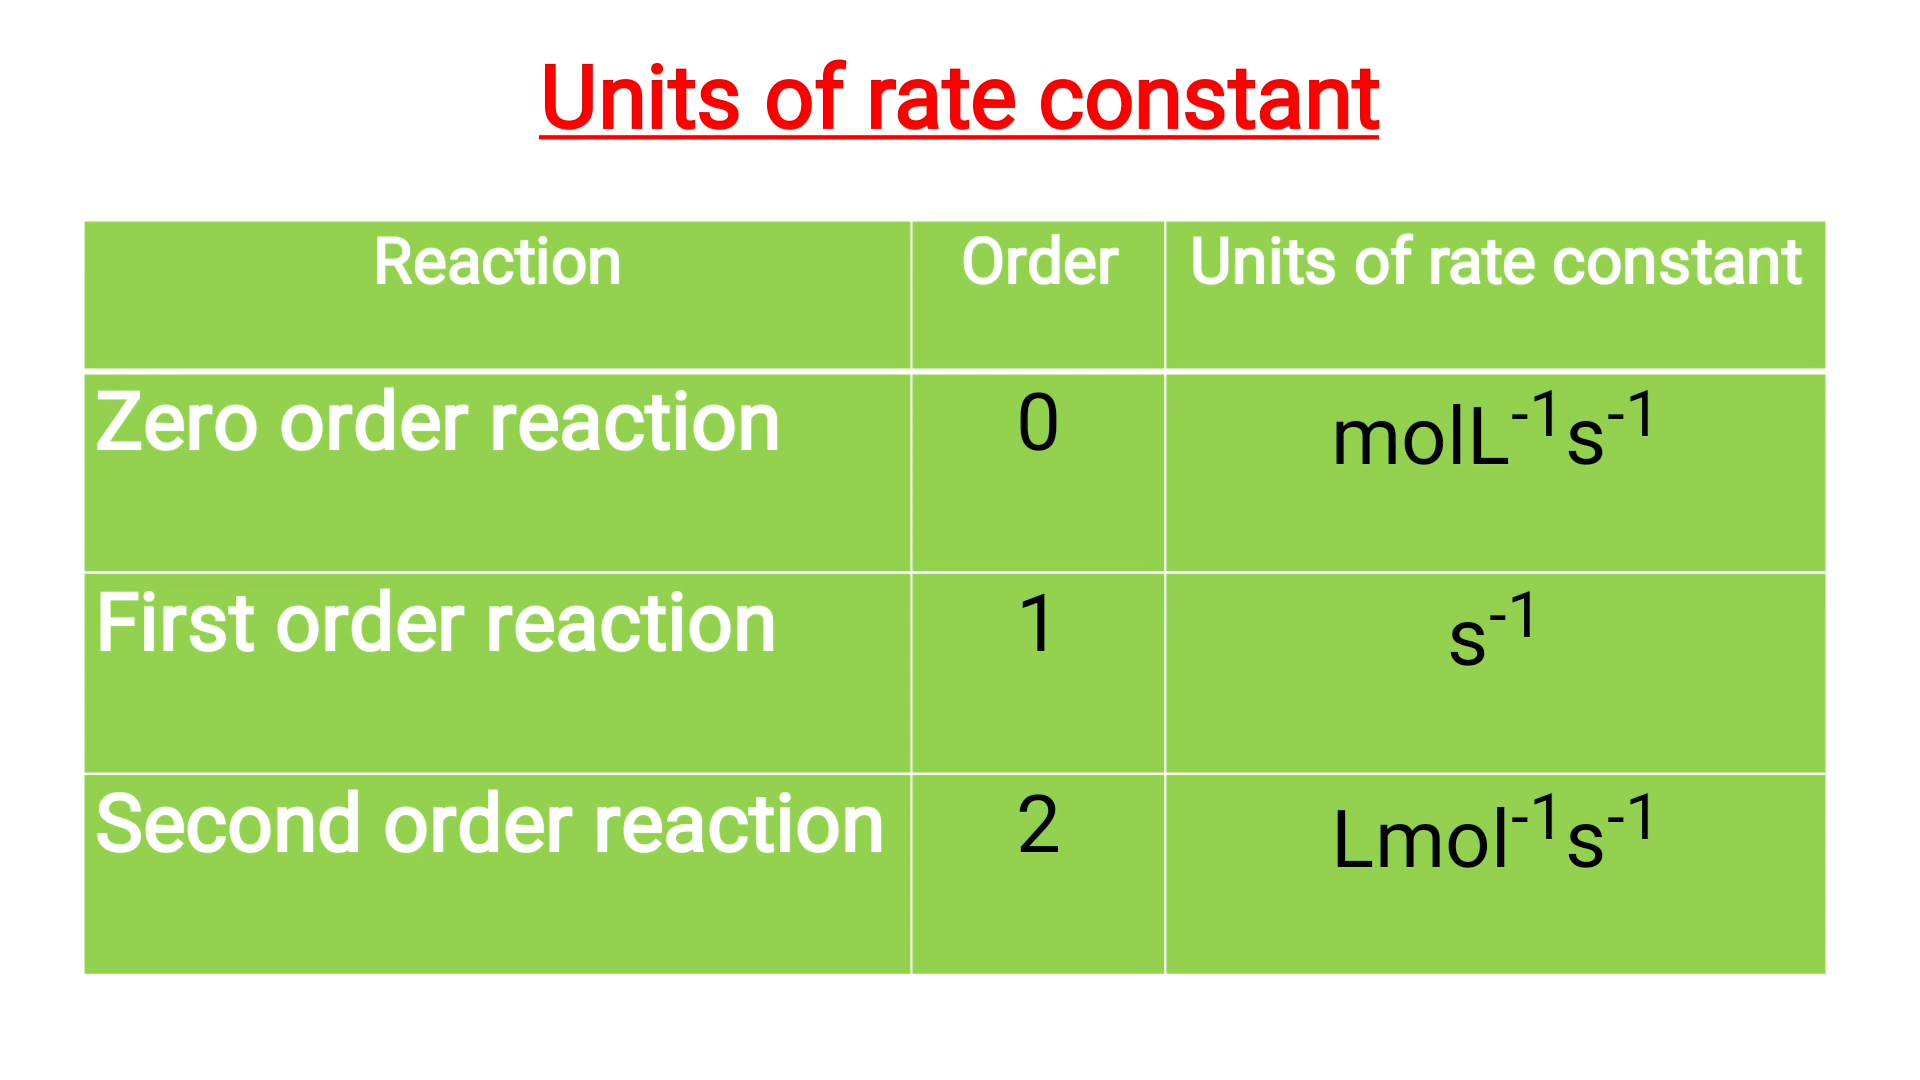 Units of rate constant
Reaction Order Units of rate constant
Zero order reaction 0 molL⁻¹s⁻¹
First order reaction 1 s⁻¹
Second order reaction 2 Lmol⁻¹s⁻¹